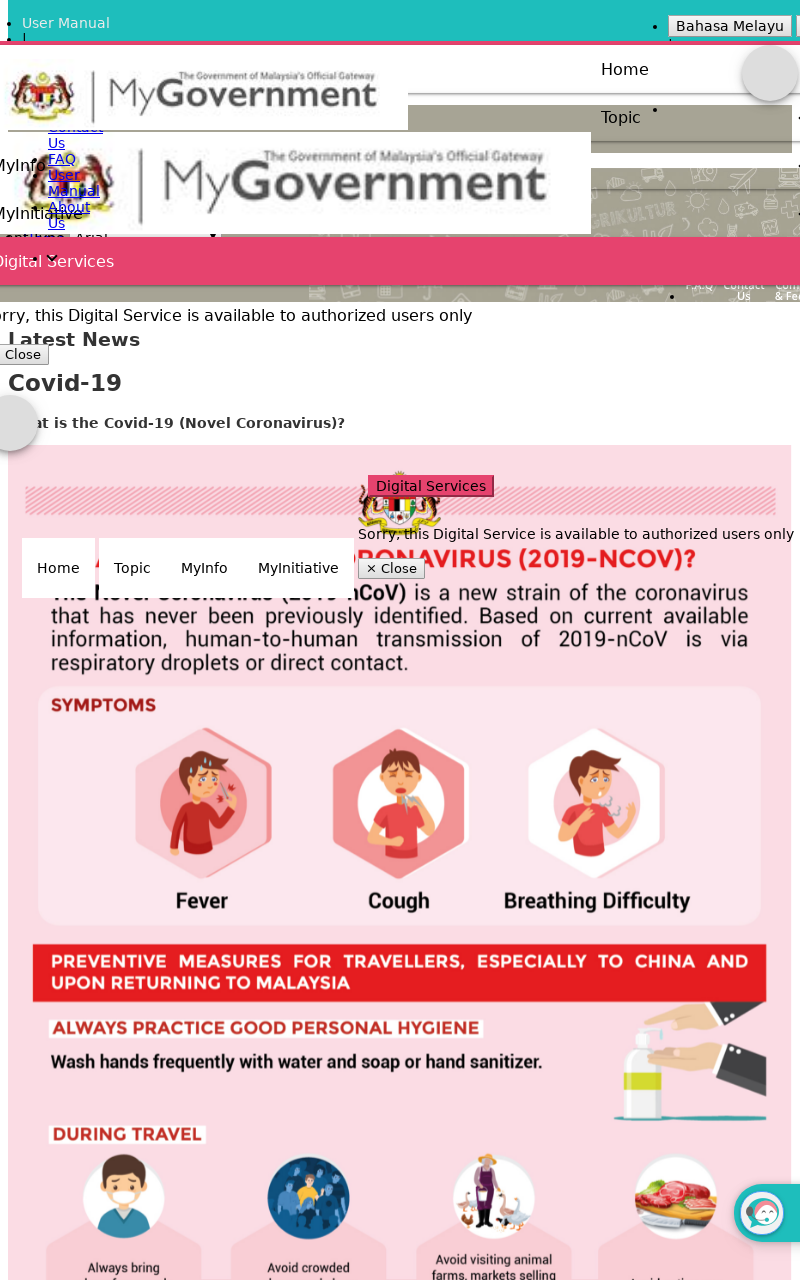 User Manual
Bahasa Melayu
The Government of Malaysia's Official Gateway
MyGovernment
Home
Topic
Contact
Us
FAQ
User
Manual
About
Us
MyInfo
MyInitiative
The Government of Malaysia's Official Gateway
MyGovernment
Arial
Digital Services
F.A.Q
Contact
Us
orry, this Digital Service is available to authorized users only
Latest News
Close
Covid-19
at is the Covid-19 (Novel Coronavirus)?
Digital Services
Sorry, this Digital Service is available to authorized users only
Home
Topic
MyInfo
MyInitiative
× Close
RONAVIRUS (2019-NCOV)?
The Novel Coronavirus (2019-nCoV) is a new strain of the coronavirus
that has never been previously identified. Based on current available
information, human-to-human transmission of 2019-nCoV is via
respiratory droplets or direct contact.
SYMPTOMS
Fever
Cough
Breathing Difficulty
PREVENTIVE MEASURES FOR TRAVELLERS, ESPECIALLY TO CHINA AND
UPON RETURNING TO MALAYSIA
ALWAYS PRACTICE GOOD PERSONAL HYGIENE
Wash hands frequently with water and soap or hand sanitizer.
DURING TRAVEL
Always bring
Avoid crowded
Avoid visiting animal
farms, markets selling